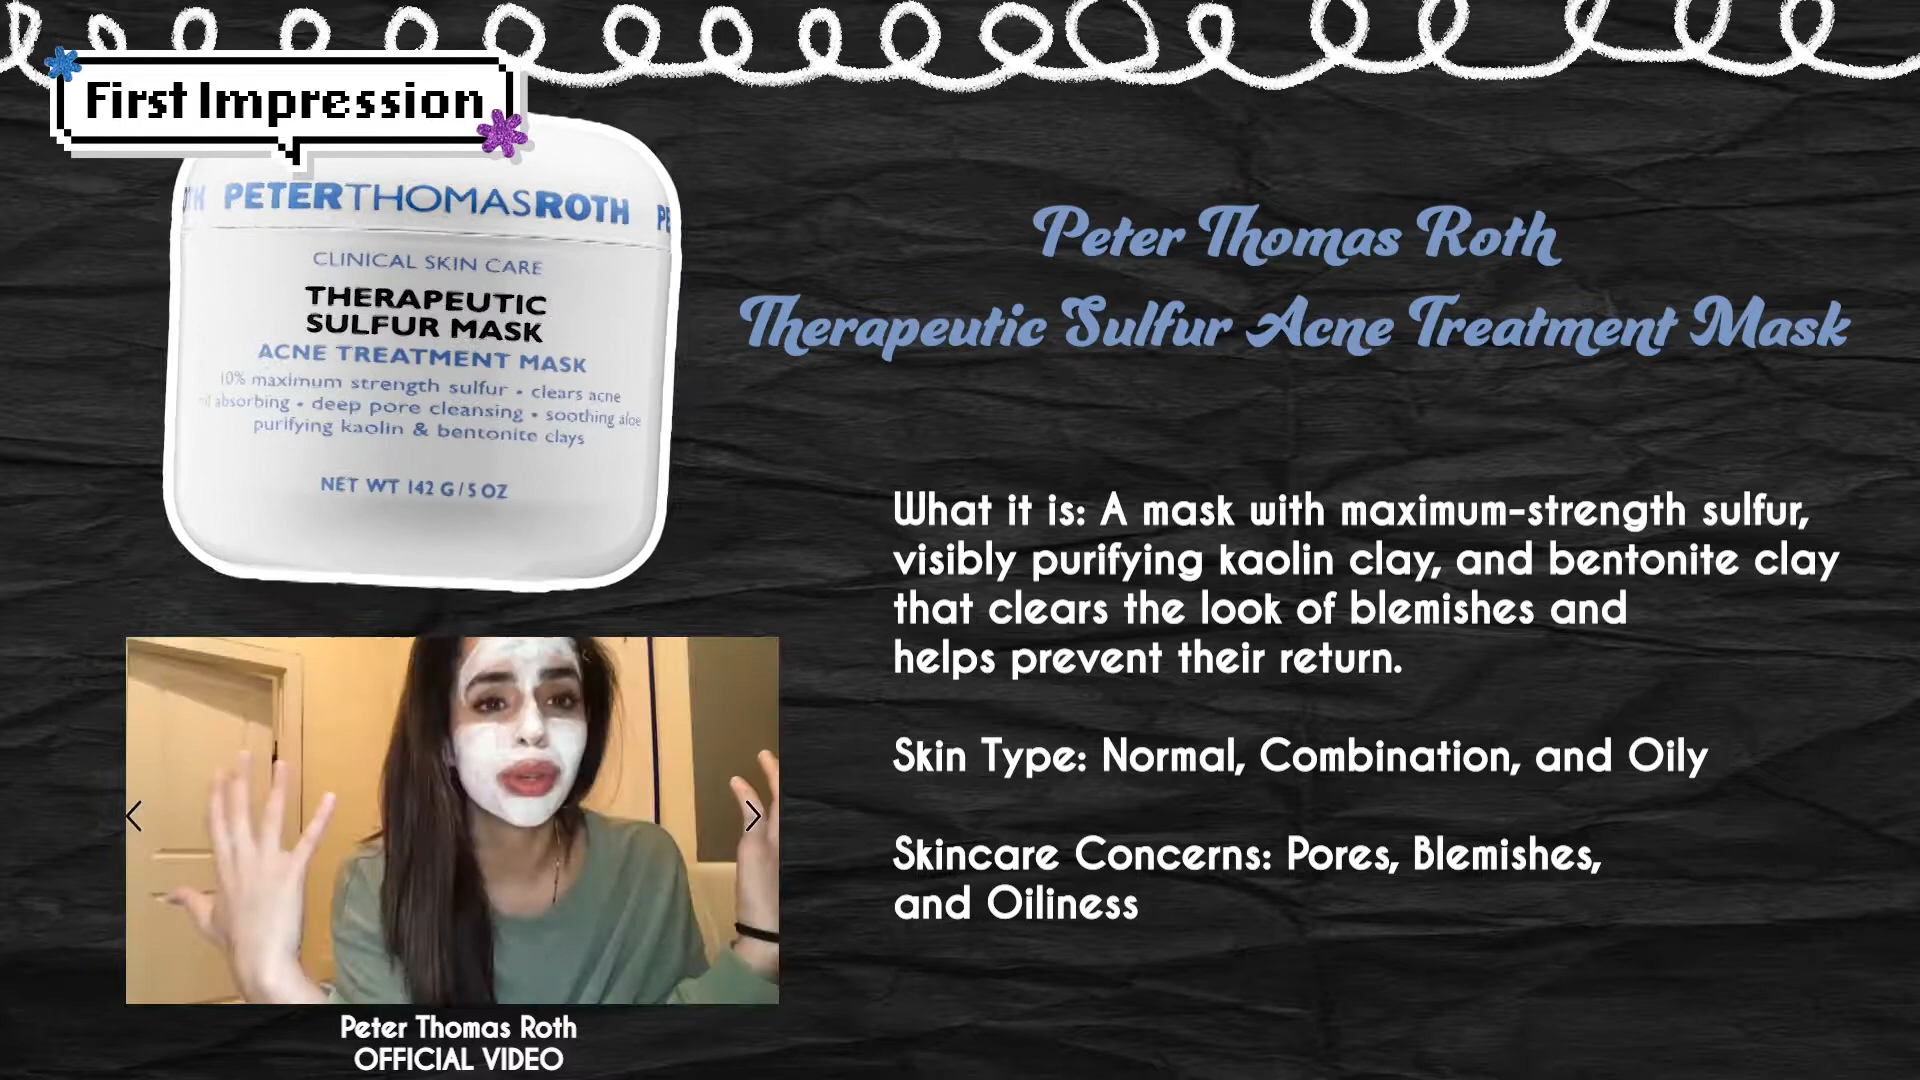 First Impression
PETERTHOMASROTH
CLINICAL SKIN CARE
THERAPEUTIC
SULFUR MASK
ACNE TREATMENT MASK
10% maximum strength sulfur • clears acne
absorbing • deep pore cleansing • soothing aloe
purifying kaolin & bentonite clays
NET WT 142 G/5 OZ
Peter Thomas Roth
Therapeutic Sulfur Acne Treatment Mask
What it is: A mask with maximum-strength sulfur,
visibly purifying kaolin clay, and bentonite clay
that clears the look of blemishes and
helps prevent their return.
Skin Type: Normal, Combination, and Oily
Skincare Concerns: Pores, Blemishes,
and Oiliness
Peter Thomas Roth
OFFICIAL VIDEO